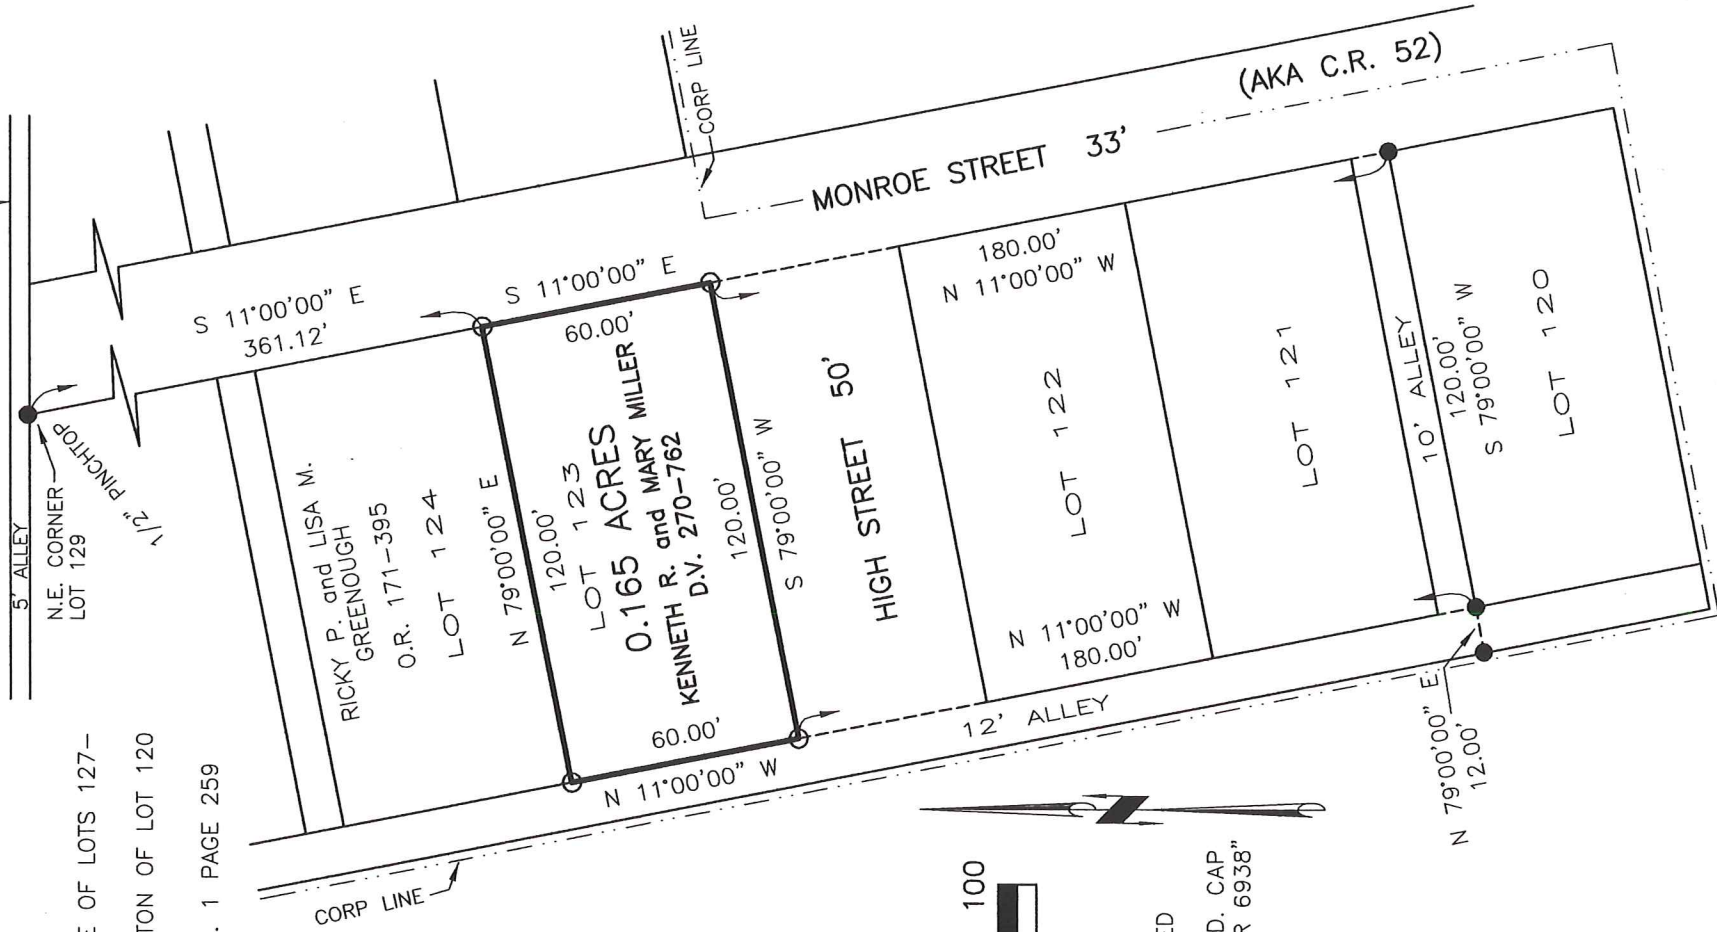 5' ALLEY
N.E. CORNER
LOT 129
1/2" PINCHTOP
S 11°00'00" E
361.12'
RICKY P. and LISA M.
GREENOUGH
O.R. 171-395
LOT 124
S 11°00'00" E
60.00'
N 79°00'00" E
120.00'
LOT 123
0.165 ACRES
KENNETH R. and MARY MILLER
D.V. 270-762
120.00'
S 79°00'00" W
60.00'
N 11°00'00" W
CORP LINE
CORP LINE
MONROE STREET 33'
(AKA C.R. 52)
HIGH STREET 50'
180.00'
N 11°00'00" W
LOT 122
N 11°00'00" W
180.00'
12' ALLEY
LOT 121
10' ALLEY
120.00'
S 79°00'00" W
LOT 120
N 79°00'00" E
12.00'
E OF LOTS 127-
TON OF LOT 120
. 1 PAGE 259
100
ED
D. CAP
R 6938"